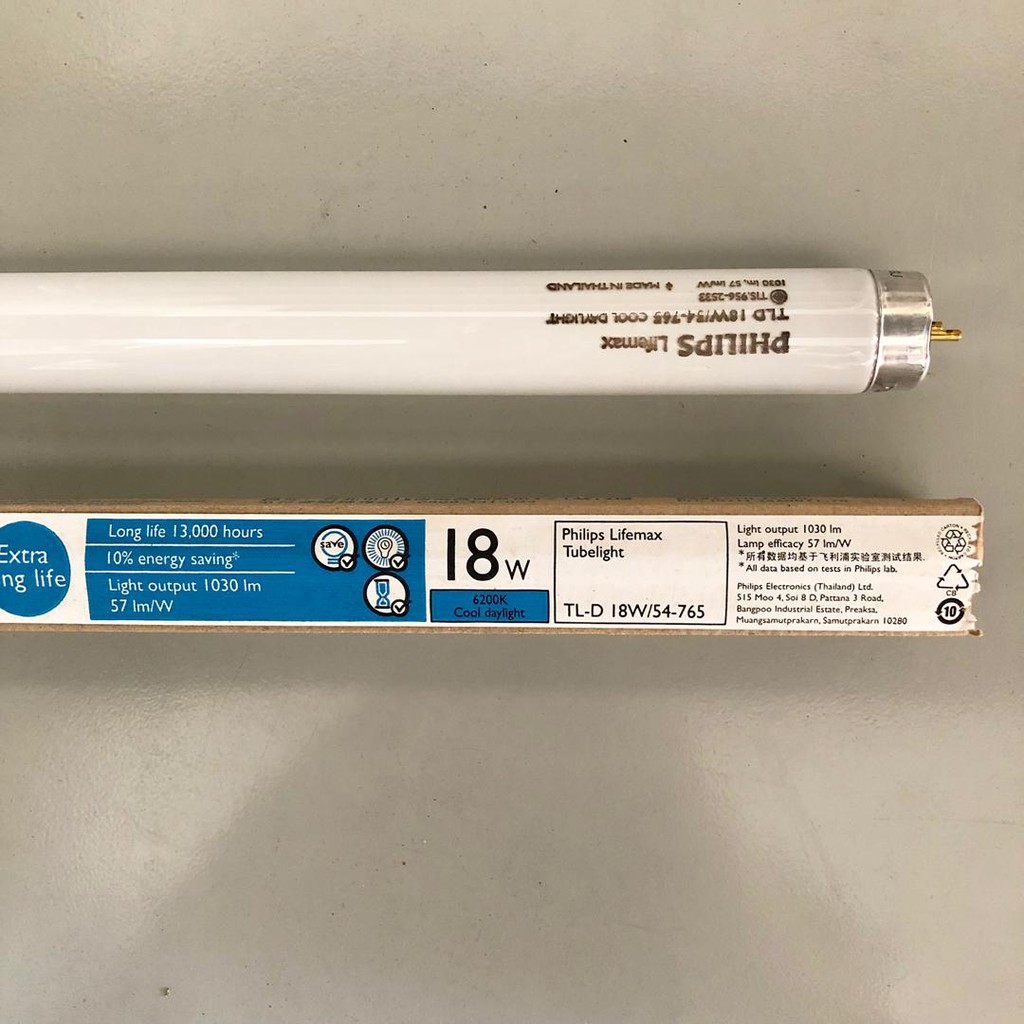 PHILIPS Lifemax
TLD 18W/54-765 COOL DAYLIGHT
TIS.956-2533
1030 lm, 57 lm/W MADE IN THAILAND
Extra
ng life
Long life 13,000 hours
10% energy saving*
Light output 1030 lm
57 lm/W
save
18W
6200K
Cool daylight
Philips Lifemax
Tubelight
TL-D 18W/54-765
Light output 1030 lm
Lamp efficacy 57 lm/W
*所有数据均基于飞利浦实验室测试结果.
*All data based on tests in Philips lab.
Philips Electronics (Thailand) Ltd.
515 Moo 4, Soi 8 D, Pattana 3 Road,
Bangpoo Industrial Estate, Preaksa,
Muangsamutprakarn, Samutprakarn 10280
CB
10